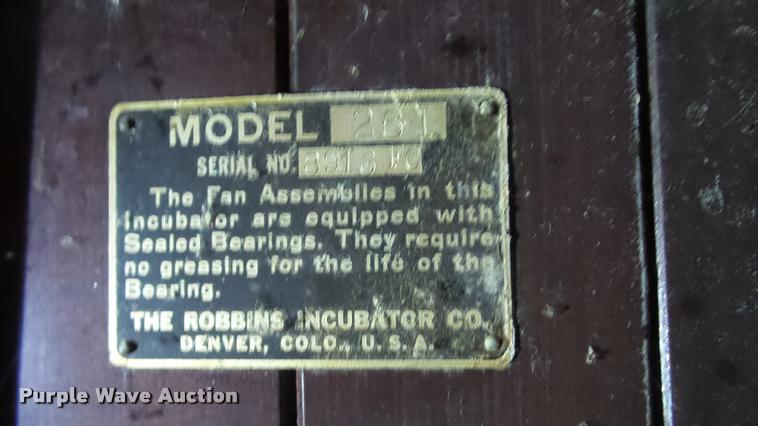 MODEL 261
SERIAL NO. 8916
The Fan Assemblies in this
Incubator are equipped with
Sealed Bearings. They require
no greasing for the life of the
Bearing.
THE ROBBINS INCUBATOR CO.
DENVER, COLO., U.S.A.
Purple Wave Auction